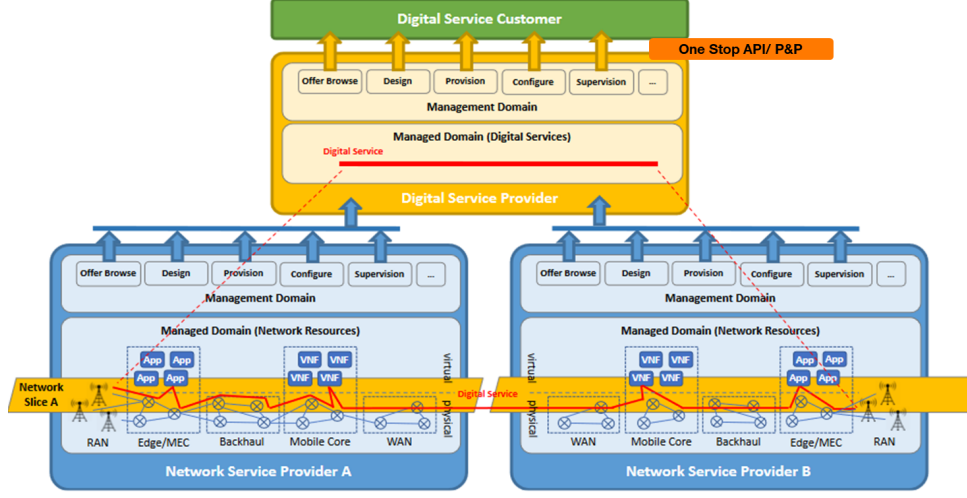 Digital Service Customer
One Stop API/ P&P
Offer Browse
Design
Provision
Configure
Supervision
...
Management Domain
Managed Domain (Digital Services)
Digital Service
Digital Service Provider
Offer Browse
Design
Provision
Configure
Supervision
...
Management Domain
Managed Domain (Network Resources)
App
App
App
App
VNF
VNF
VNF
VNF
virtual
physical
Network
Slice A
RAN
Edge/MEC
Backhaul
Mobile Core
WAN
Network Service Provider A
Digital Service
Offer Browse
Design
Provision
Configure
Supervision
...
Management Domain
Managed Domain (Network Resources)
virtual
physical
VNF
VNF
VNF
VNF
App
App
App
App
WAN
Mobile Core
Backhaul
Edge/MEC
RAN
Network Service Provider B